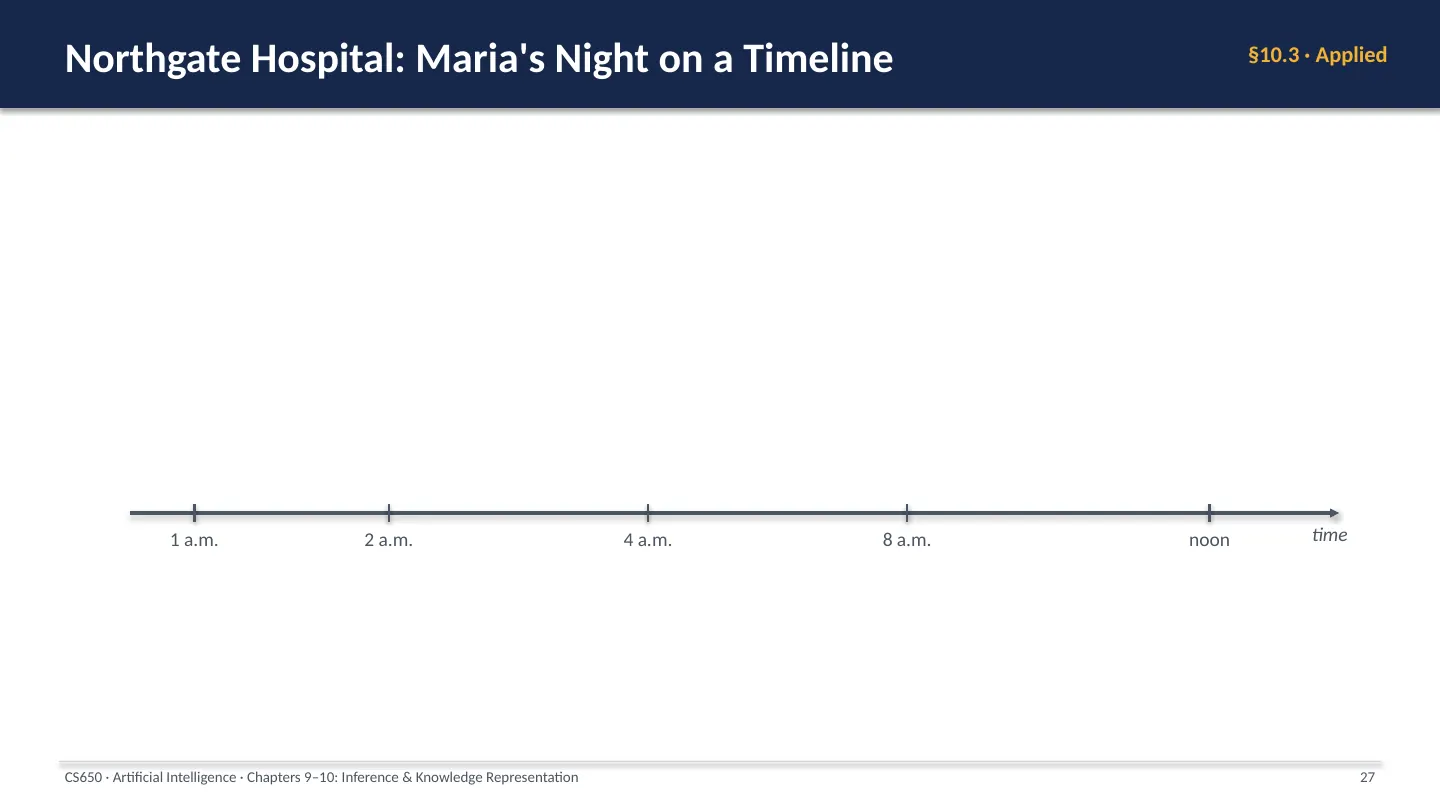 Northgate Hospital: Maria's Night on a Timeline
§10.3 · Applied
1 a.m.
2 a.m.
4 a.m.
8 a.m.
noon
time
CS650 · Artificial Intelligence · Chapters 9–10: Inference & Knowledge Representation
27